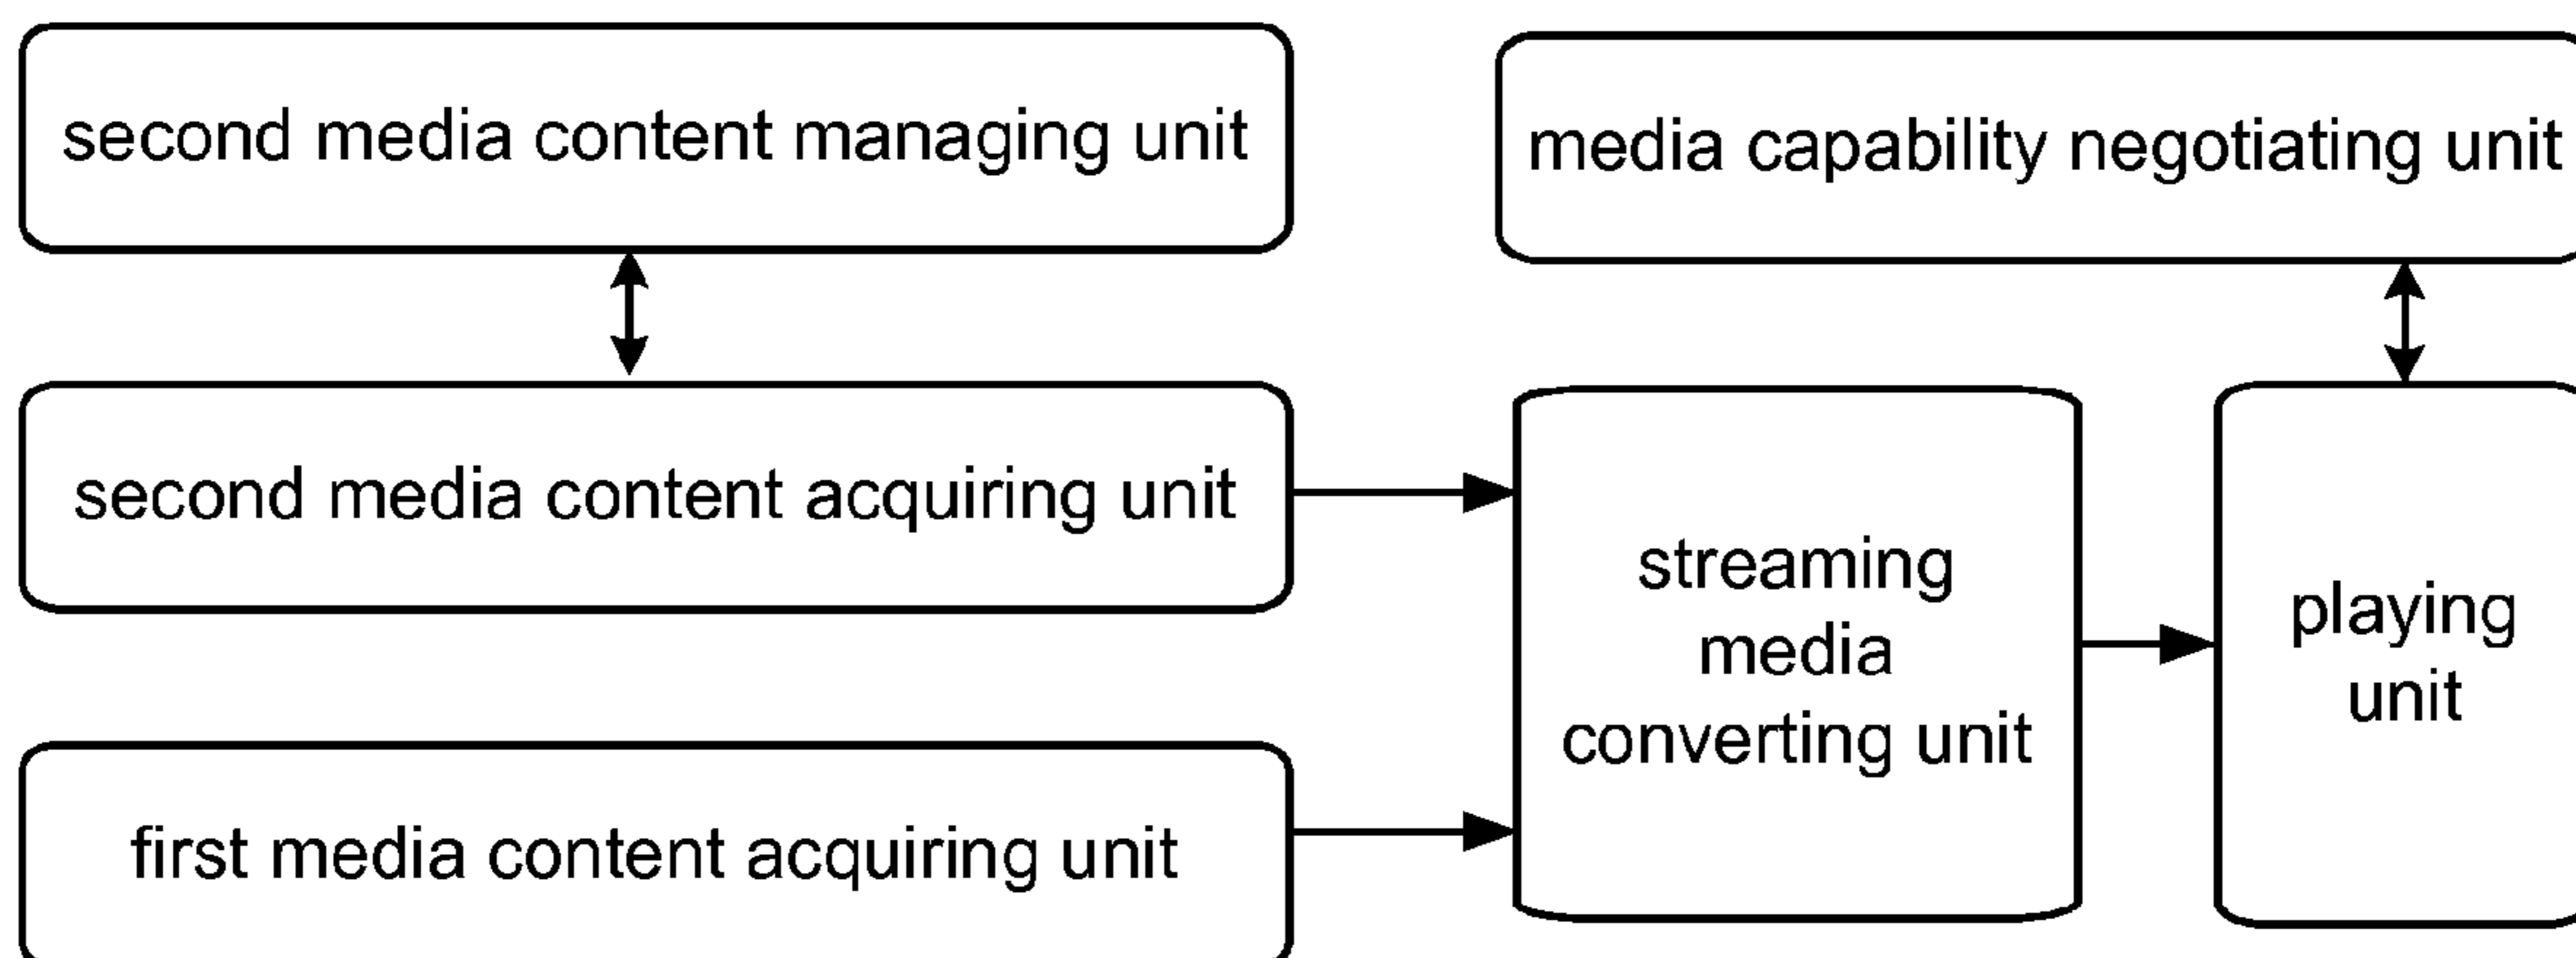 second media content managing unit
media capability negotiating unit
second media content acquiring unit
streaming
media
converting unit
playing
unit
first media content acquiring unit